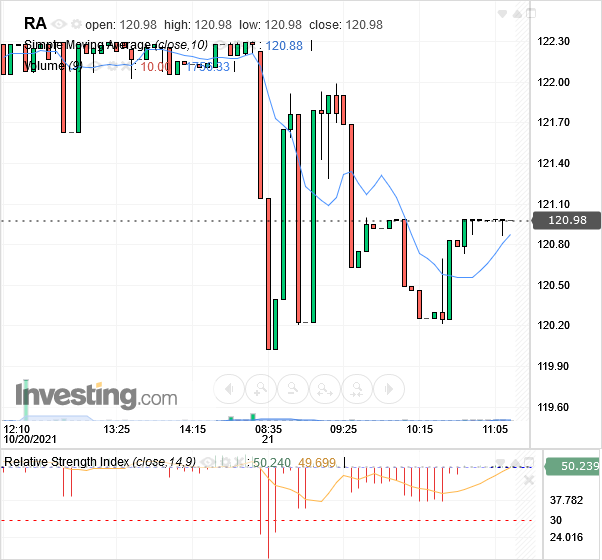 RA open: 120.98 high: 120.98 low: 120.98 close: 120.98
Simple Moving Average (close,10) 120.88
Volume (9) 10.00 1756.33
122.30
122.00
121.70
121.40
121.10
120.98
120.80
120.50
120.20
119.90
119.60
Investing.com
12:10 13:25 14:15 08:35 09:25 10:15 11:05
10/20/2021 21
Relative Strength Index (close,14,9) 50.240 49.699
50.239
37.782
30
24.016